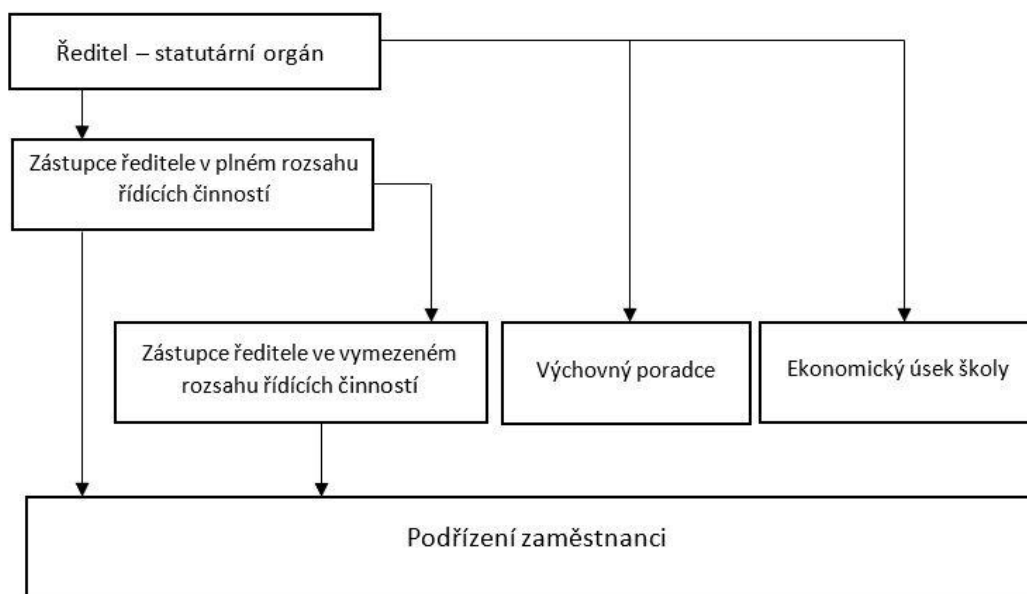 Ředitel – statutární orgán
Zástupce ředitele v plném rozsahu
řídících činností
Zástupce ředitele ve vymezeném
rozsahu řídících činností
Výchovný poradce
Ekonomický úsek školy
Podřízení zaměstnanci